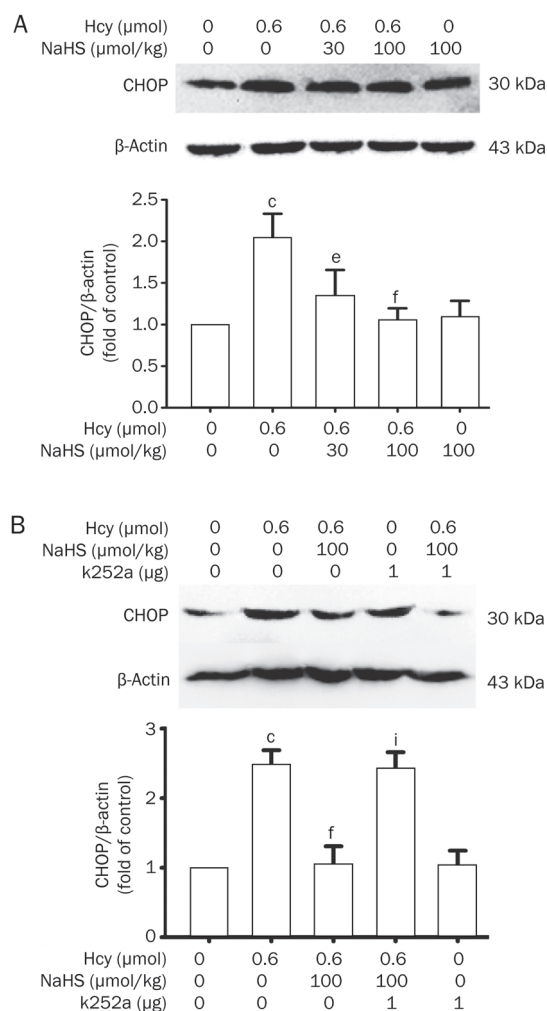 A
Hcy (μmol) 0 0.6 0.6 0.6 0
NaHS (μmol/kg) 0 0 30 100 100
CHOP 30 kDa
β-Actin 43 kDa
CHOP/β-actin
(fold of control)
2.5
2.0
1.5
1.0
0.5
0.0
c
e
f
Hcy (μmol) 0 0.6 0.6 0.6 0
NaHS (μmol/kg) 0 0 30 100 100
B
Hcy (μmol) 0 0.6 0.6 0 0.6
NaHS (μmol/kg) 0 0 100 0 100
k252a (μg) 0 0 0 1 1
CHOP 30 kDa
β-Actin 43 kDa
CHOP/β-actin
(fold of control)
3
2
1
0
c
f
i
Hcy (μmol) 0 0.6 0.6 0.6 0
NaHS (μmol/kg) 0 0 100 100 0
k252a (μg) 0 0 0 1 1